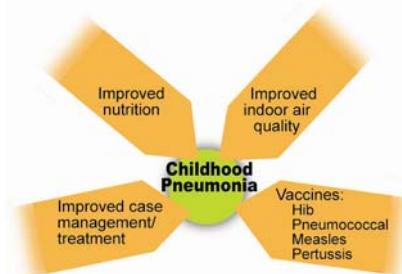 Improved
nutrition
Improved
indoor air
quality
Childhood
Pneumonia
Improved case
management/
treatment
Vaccines:
Hib
Pneumococcal
Measles
Pertussis